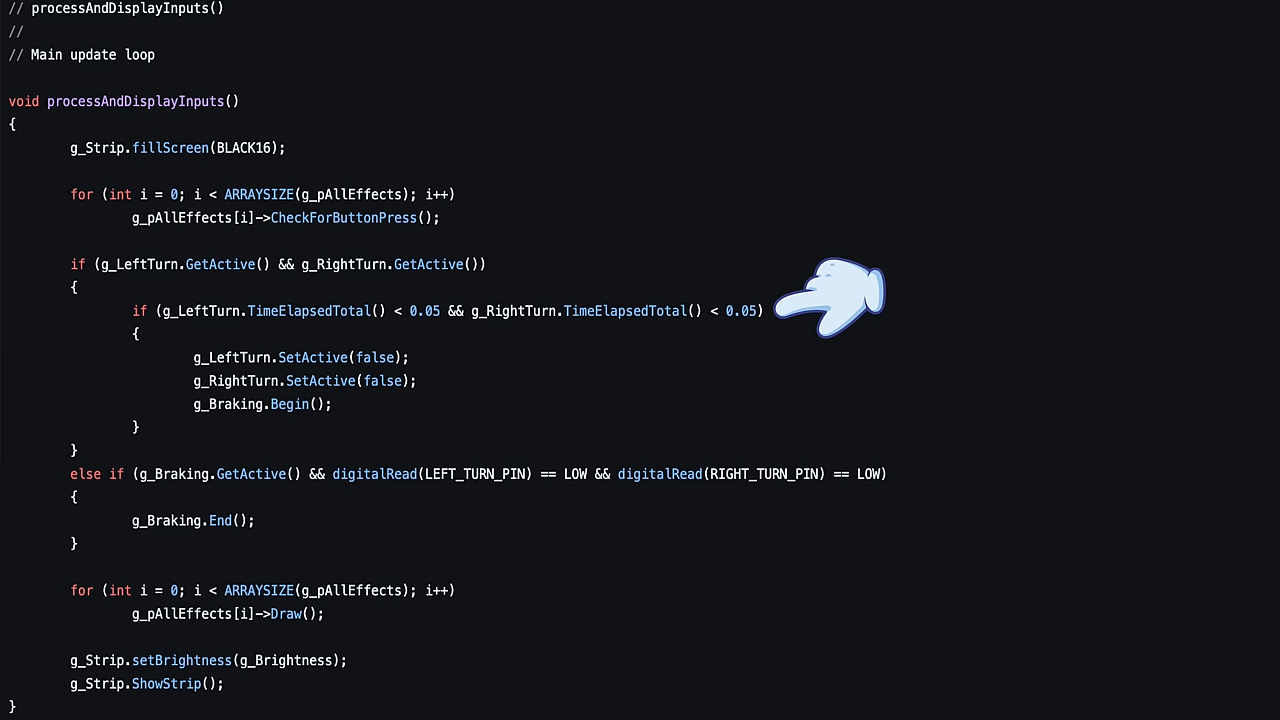 // processAndDisplayInputs()
//
// Main update loop
void processAndDisplayInputs()
{
g_Strip.fillScreen(BLACK16);
for (int i = 0; i < ARRAYSIZE(g_pAllEffects); i++)
g_pAllEffects[i]->CheckForButtonPress();
if (g_LeftTurn.GetActive() && g_RightTurn.GetActive())
{
if (g_LeftTurn.TimeElapsedTotal() < 0.05 && g_RightTurn.TimeElapsedTotal() < 0.05)
{
g_LeftTurn.SetActive(false);
g_RightTurn.SetActive(false);
g_Braking.Begin();
}
}
else if (g_Braking.GetActive() && digitalRead(LEFT_TURN_PIN) == LOW && digitalRead(RIGHT_TURN_PIN) == LOW)
{
g_Braking.End();
}
for (int i = 0; i < ARRAYSIZE(g_pAllEffects); i++)
g_pAllEffects[i]->Draw();
g_Strip.setBrightness(g_Brightness);
g_Strip.ShowStrip();
}